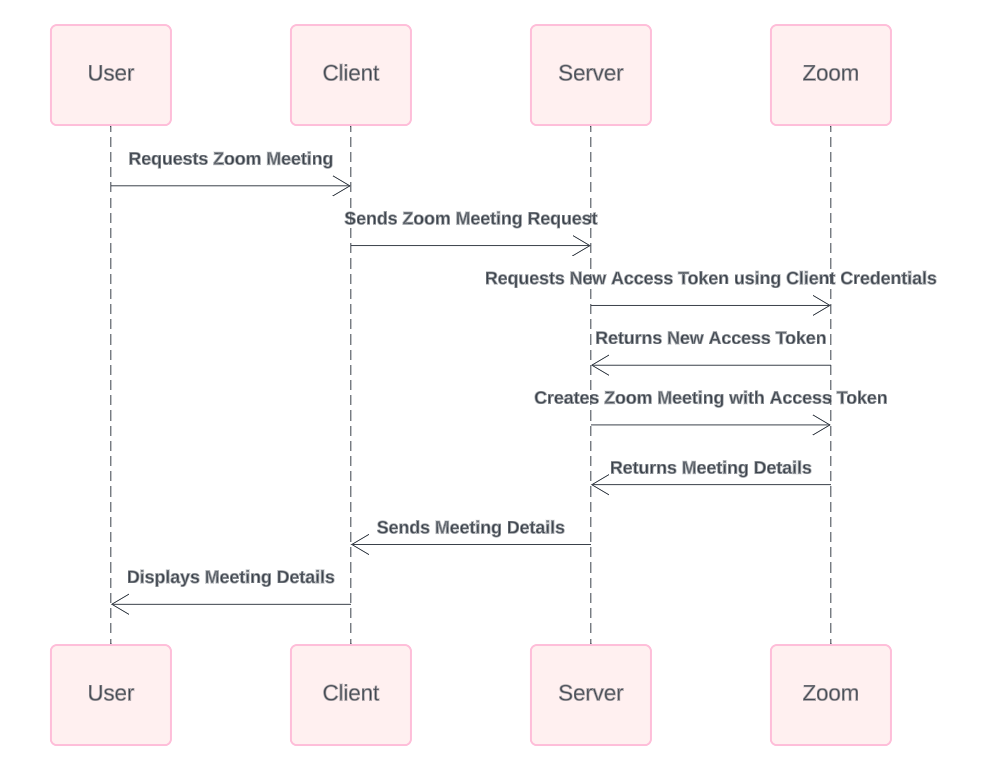 User
Client
Server
Zoom
Requests Zoom Meeting
Sends Zoom Meeting Request
Requests New Access Token using Client Credentials
Returns New Access Token
Creates Zoom Meeting with Access Token
Returns Meeting Details
Sends Meeting Details
Displays Meeting Details
User
Client
Server
Zoom